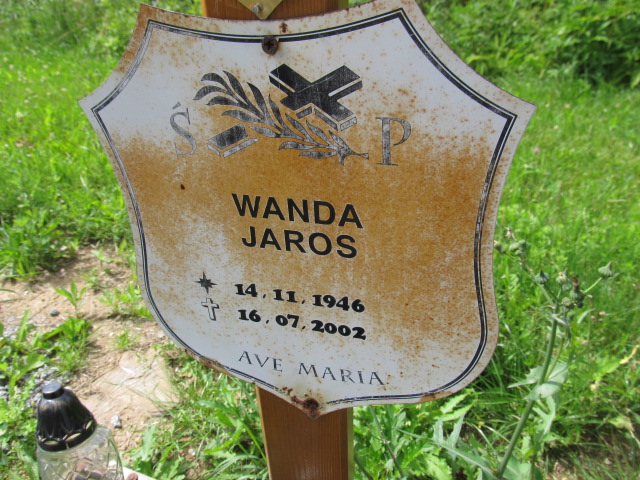 Ś P
WANDA
JAROS
14.11.1946
16.07.2002
AVE MARIA